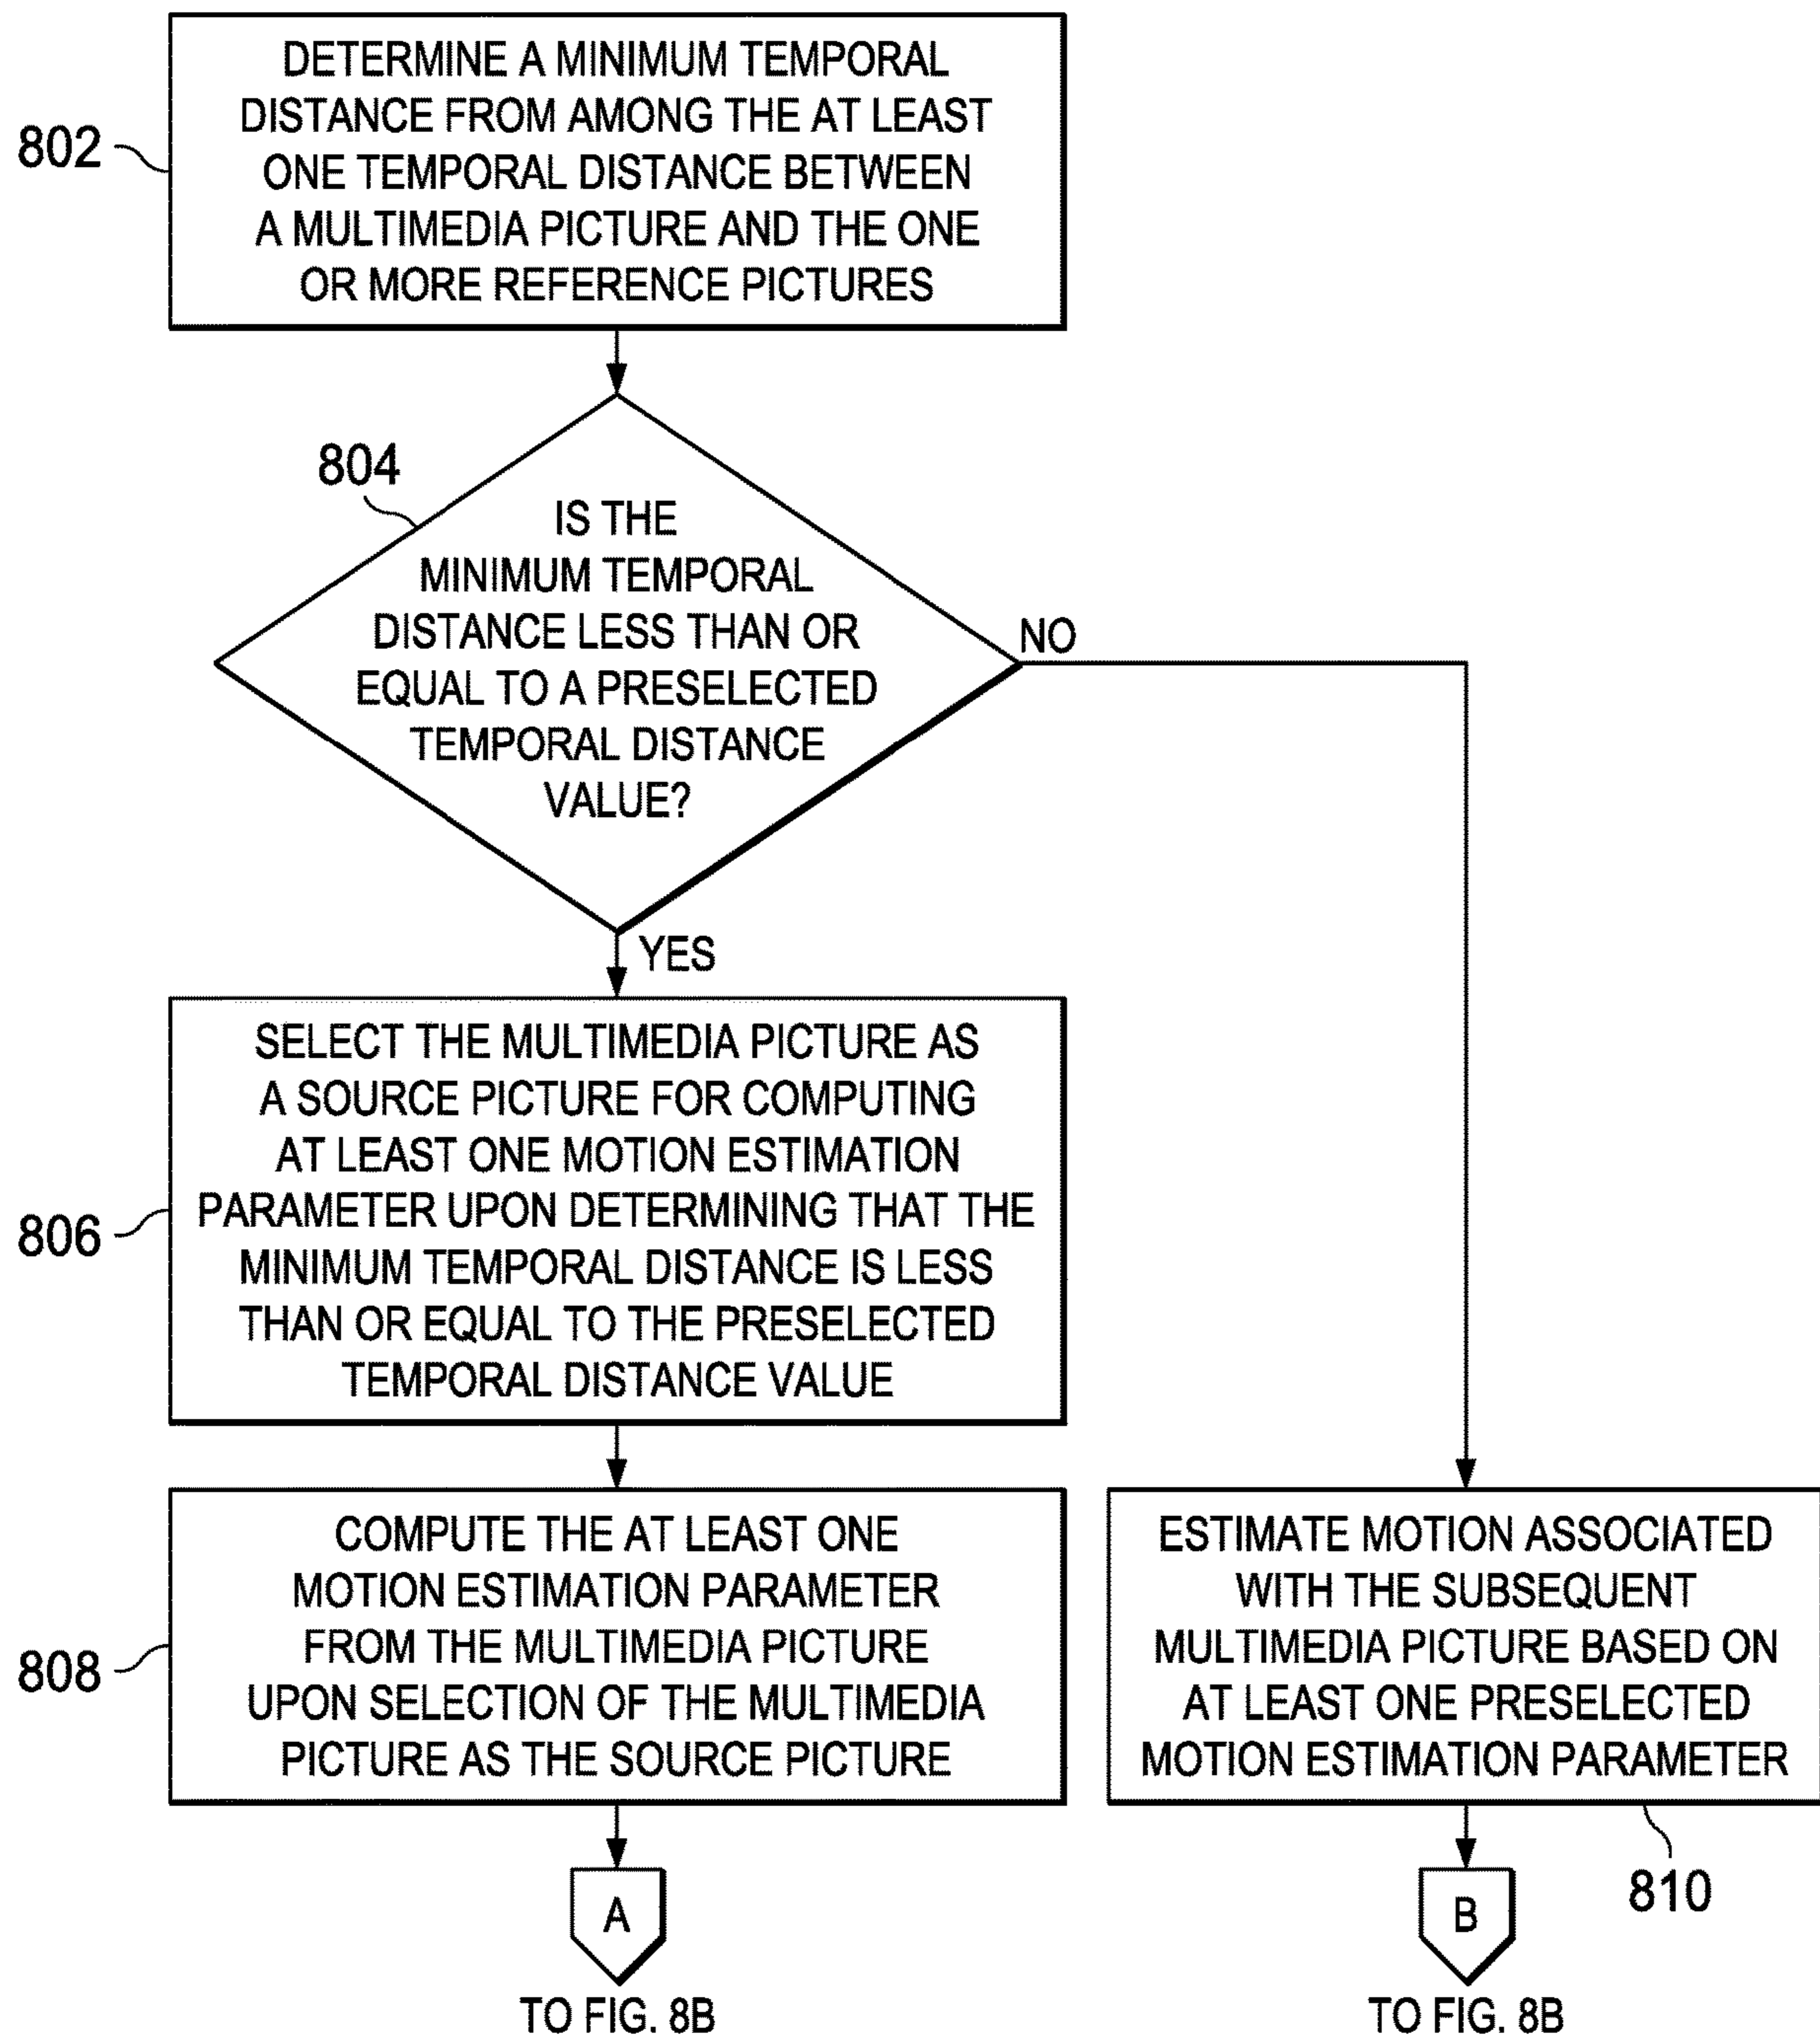 DETERMINE A MINIMUM TEMPORAL
DISTANCE FROM AMONG THE AT LEAST
ONE TEMPORAL DISTANCE BETWEEN
A MULTIMEDIA PICTURE AND THE ONE
OR MORE REFERENCE PICTURES
802
804
IS THE
MINIMUM TEMPORAL
DISTANCE LESS THAN OR
EQUAL TO A PRESELECTED
TEMPORAL DISTANCE
VALUE?
NO
YES
SELECT THE MULTIMEDIA PICTURE AS
A SOURCE PICTURE FOR COMPUTING
AT LEAST ONE MOTION ESTIMATION
PARAMETER UPON DETERMINING THAT THE
MINIMUM TEMPORAL DISTANCE IS LESS
THAN OR EQUAL TO THE PRESELECTED
TEMPORAL DISTANCE VALUE
806
COMPUTE THE AT LEAST ONE
MOTION ESTIMATION PARAMETER
FROM THE MULTIMEDIA PICTURE
UPON SELECTION OF THE MULTIMEDIA
PICTURE AS THE SOURCE PICTURE
808
ESTIMATE MOTION ASSOCIATED
WITH THE SUBSEQUENT
MULTIMEDIA PICTURE BASED ON
AT LEAST ONE PRESELECTED
MOTION ESTIMATION PARAMETER
810
A
TO FIG. 8B
B
TO FIG. 8B